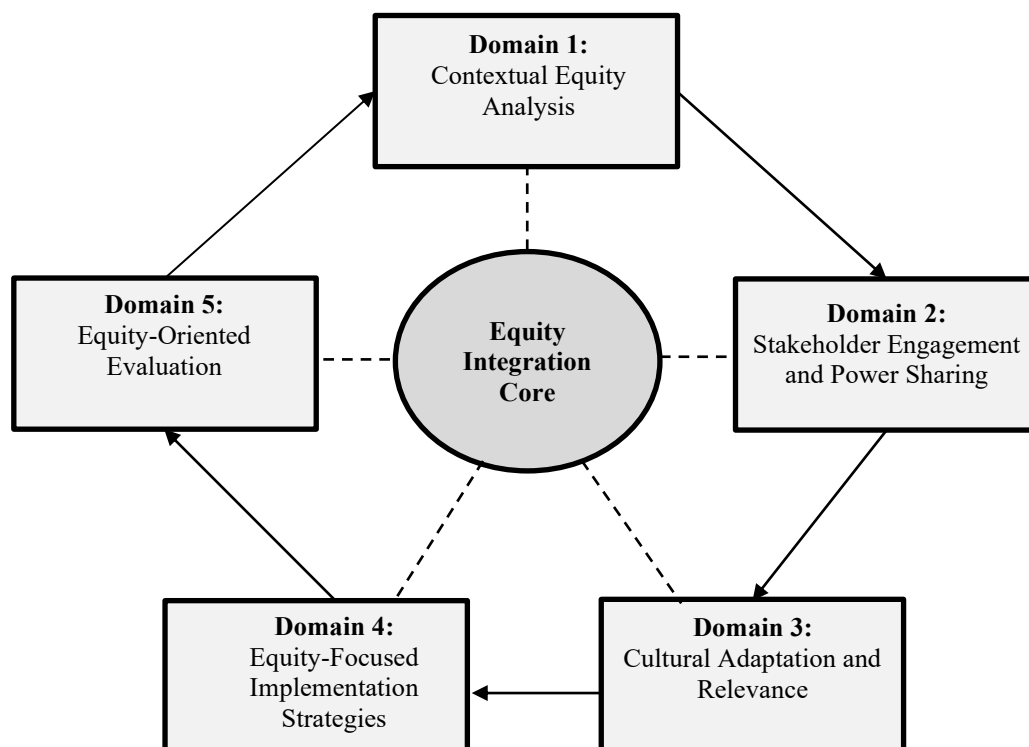 Domain 1:
Contextual Equity
Analysis
Domain 5:
Equity-Oriented
Evaluation
Equity
Integration
Core
Domain 2:
Stakeholder Engagement
and Power Sharing
Domain 4:
Equity-Focused
Implementation
Strategies
Domain 3:
Cultural Adaptation and
Relevance